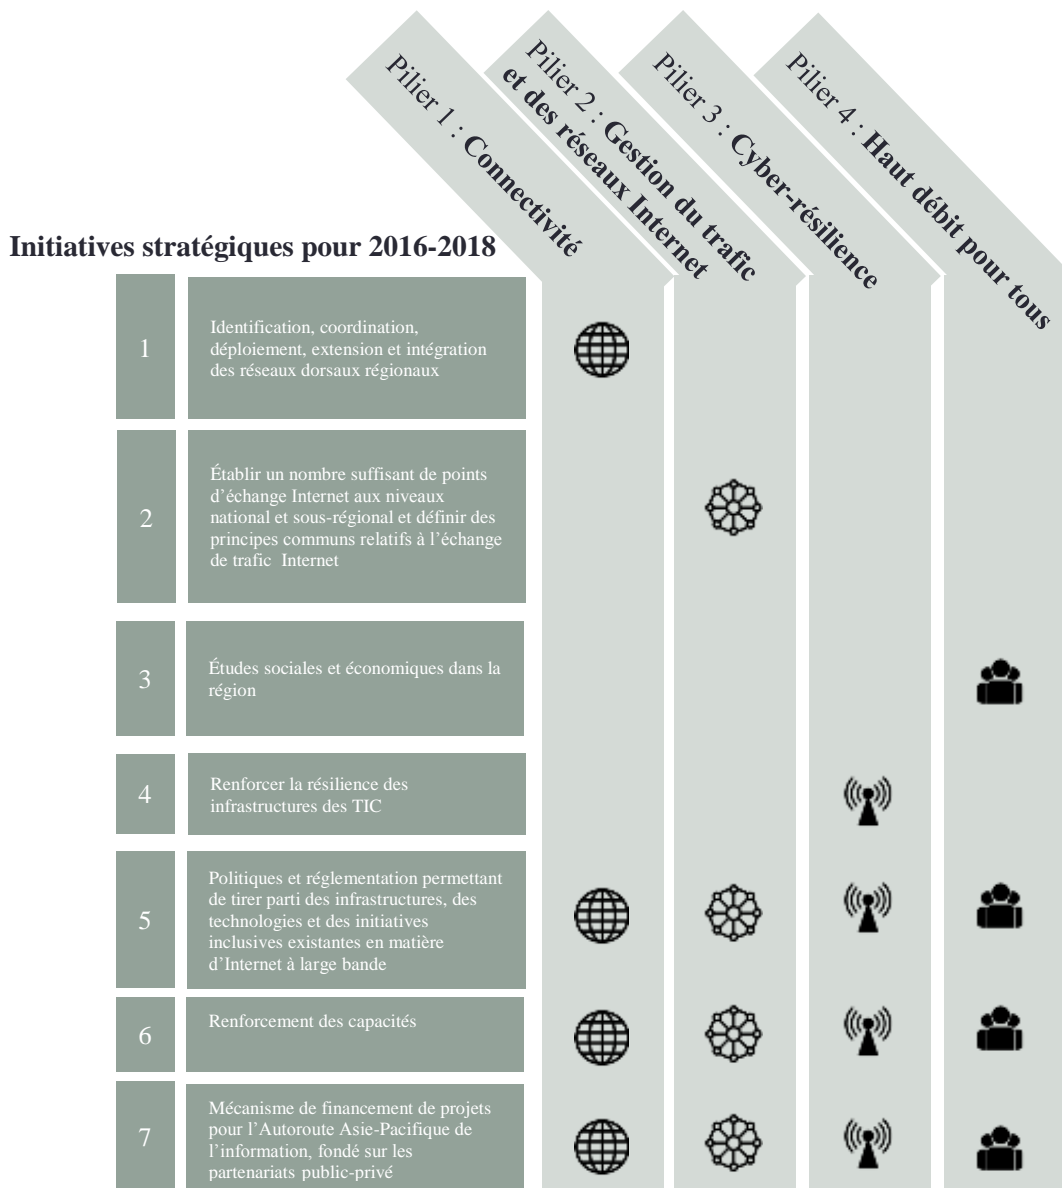 Pilier 1 : Connectivité
Pilier 2 : Gestion du trafic
et des réseaux Internet
Pilier 3 : Cyber-résilience
Pilier 4 : Haut débit pour tous
Initiatives stratégiques pour 2016-2018
1
Identification, coordination,
déploiement, extension et intégration
des réseaux dorsaux régionaux
2
Établir un nombre suffisant de points
d’échange Internet aux niveaux
national et sous-régional et définir des
principes communs relatifs à l’échange
de trafic Internet
3
Études sociales et économiques dans la
région
4
Renforcer la résilience des
infrastructures des TIC
5
Politiques et réglementation permettant
de tirer parti des infrastructures, des
technologies et des initiatives
inclusives existantes en matière
d’Internet à large bande
6
Renforcement des capacités
7
Mécanisme de financement de projets
pour l’Autoroute Asie-Pacifique de
l’information, fondé sur les
partenariats public-privé